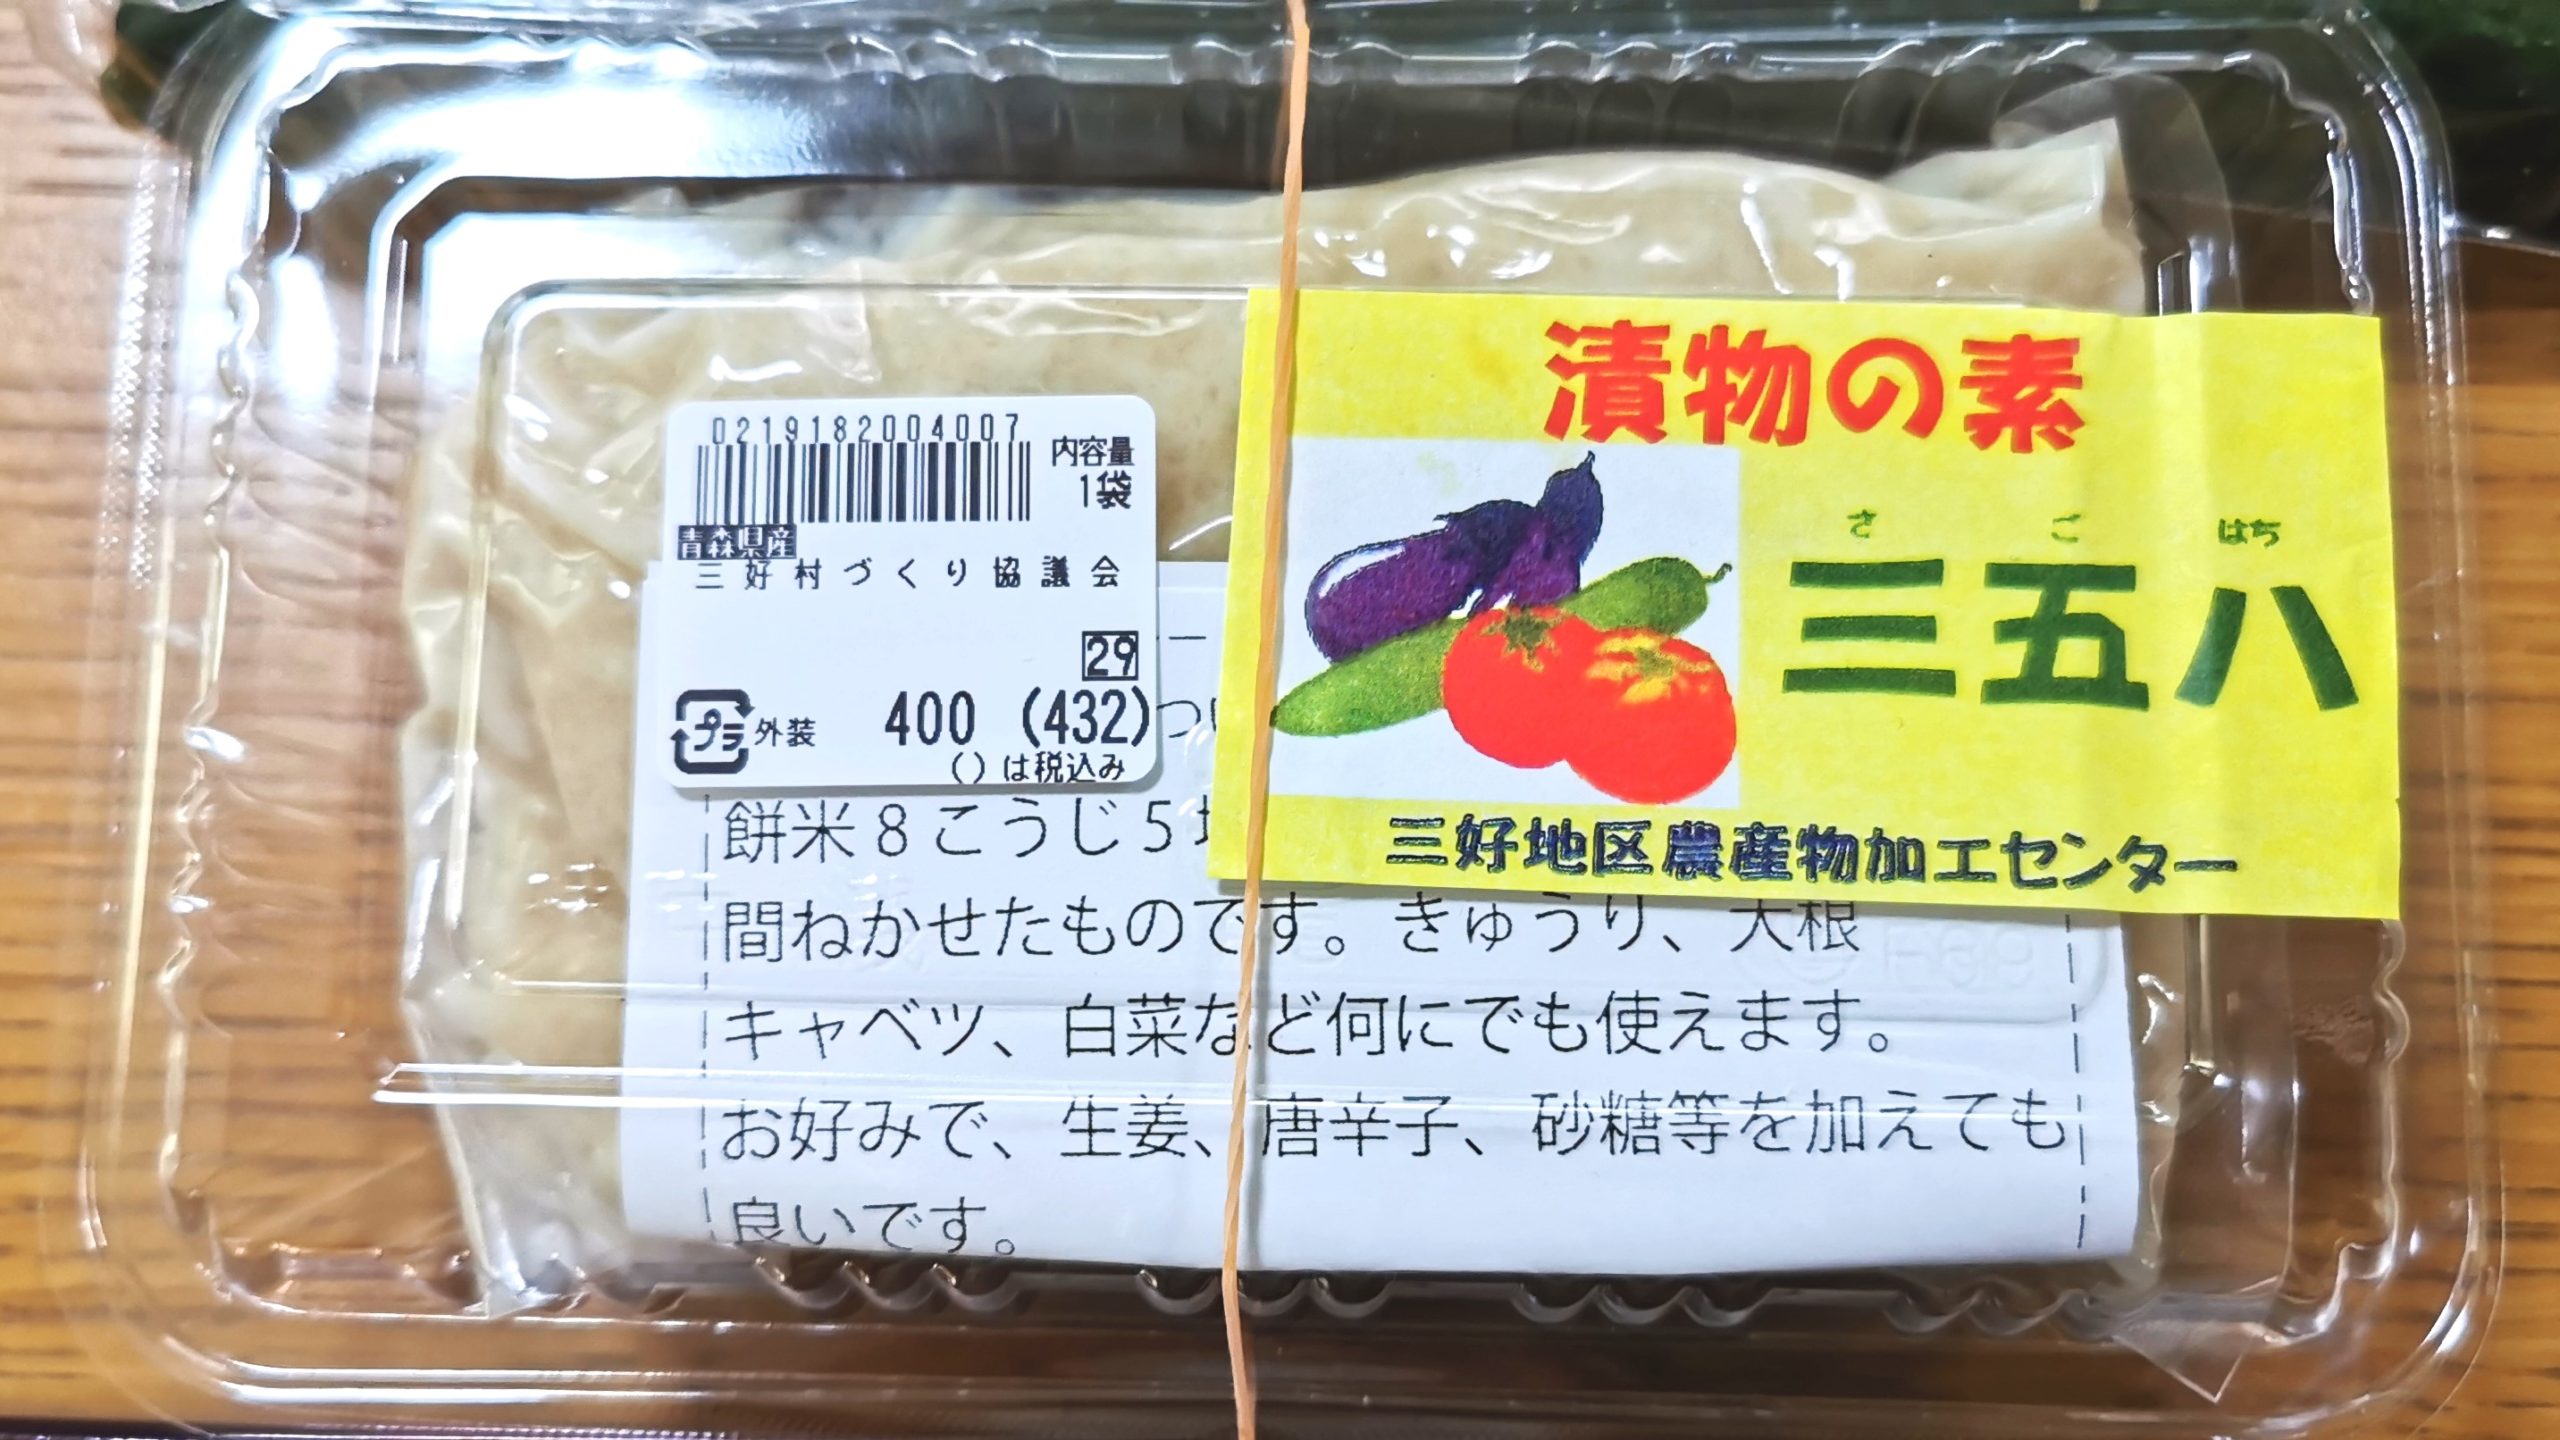 0219182004007
内容量
1袋
青森県産
三好村づくり協議会
29
プラ 外装 400 (432)
() は税込み
漬物の素
さ ご はち
三五八
三好地区農産物加工センター
餅米8こうじ5
間ねかせたものです。きゅうり、大根
キャベツ、白菜など何にでも使えます。
お好みで、生姜、唐辛子、砂糖等を加えても
良いです。